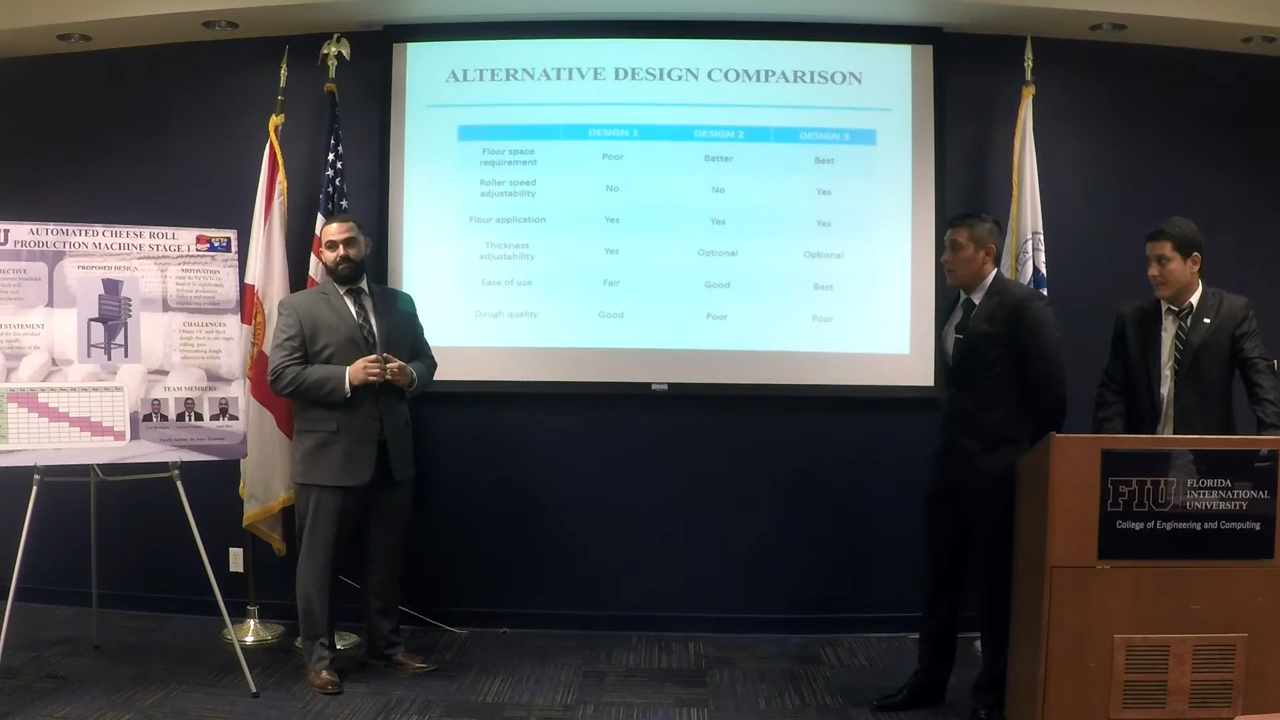 ALTERNATIVE DESIGN COMPARISON
DESIGN 1 DESIGN 2 DESIGN 3
Floor space
requirement Poor Better Best
Roller speed
adjustability No No Yes
Flour application Yes Yes Yes
Thickness
adjustability Yes Optional Optional
Ease of use Fair Good Best
Dough quality Good Poor Poor
AUTOMATED CHEESE ROLL
PRODUCTION MACHINE STAGE 1
PROPOSED DESIGN
MOTIVATION
STATEMENT
CHALLENGES
TEAM MEMBERS
FIU FLORIDA
INTERNATIONAL
UNIVERSITY
College of Engineering and Computing